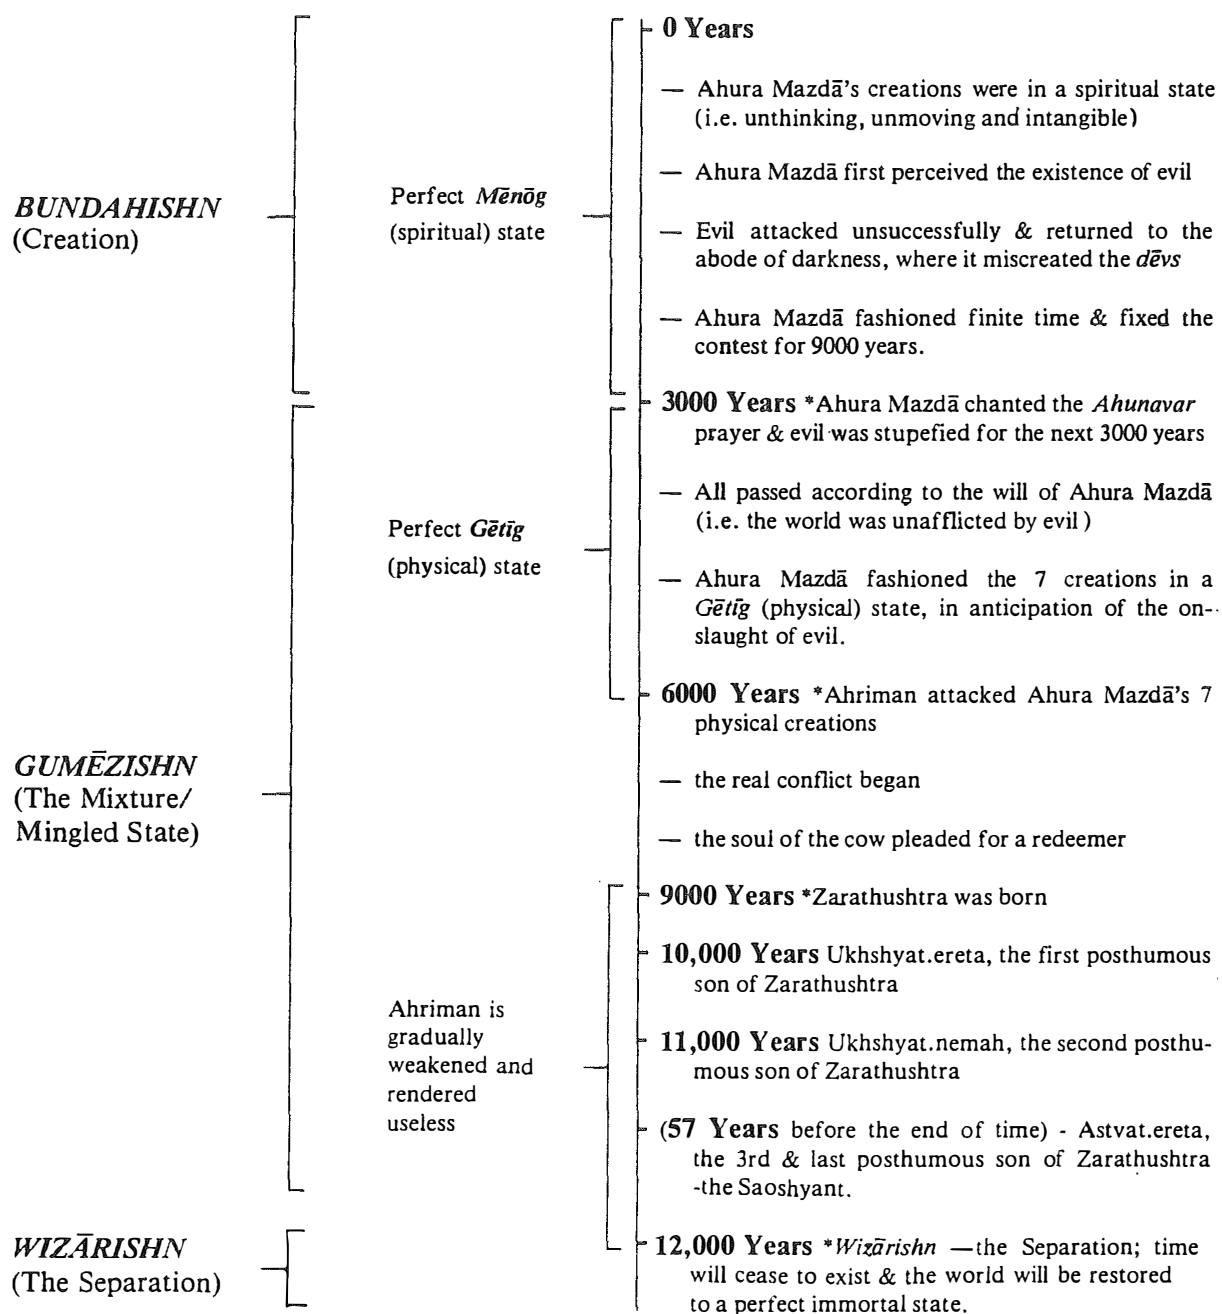 0 Years
— Ahura Mazdā's creations were in a spiritual state
(i.e. unthinking, unmoving and intangible)
— Ahura Mazdā first perceived the existence of evil
BUNDAHISHN
(Creation)
Perfect Mēnōg
(spiritual) state
— Evil attacked unsuccessfully & returned to the
abode of darkness, where it miscreated the dēvs
— Ahura Mazdā fashioned finite time & fixed the
contest for 9000 years.
3000 Years *Ahura Mazdā chanted the Ahunavar
prayer & evil was stupefied for the next 3000 years
— All passed according to the will of Ahura Mazdā
(i.e. the world was unafflicted by evil )
Perfect Gētīg
(physical) state
— Ahura Mazdā fashioned the 7 creations in a
Gētīg (physical) state, in anticipation of the on-
slaught of evil.
6000 Years *Ahriman attacked Ahura Mazdā's 7
physical creations
GUMĒZISHN
(The Mixture/
Mingled State)
— the real conflict began
— the soul of the cow pleaded for a redeemer
9000 Years *Zarathushtra was born
10,000 Years Ukhshyat.ereta, the first posthumous
son of Zarathushtra
Ahriman is
gradually
weakened and
rendered
useless
11,000 Years Ukhshyat.nemah, the second posthu-
mous son of Zarathushtra
(57 Years before the end of time) - Astvat.ereta,
the 3rd & last posthumous son of Zarathushtra
-the Saoshyant.
WIZĀRISHN
(The Separation)
12,000 Years *Wizārishn —the Separation; time
will cease to exist & the world will be restored
to a perfect immortal state.